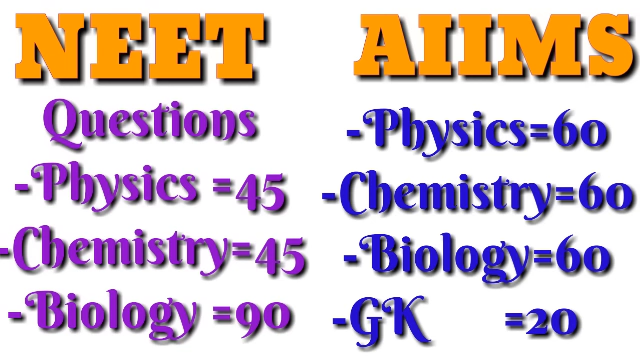 NEET
Questions
-Physics =45
-Chemistry=45
-Biology =90
AIIMS
-Physics=60
-Chemistry=60
-Biology=60
-GK =20